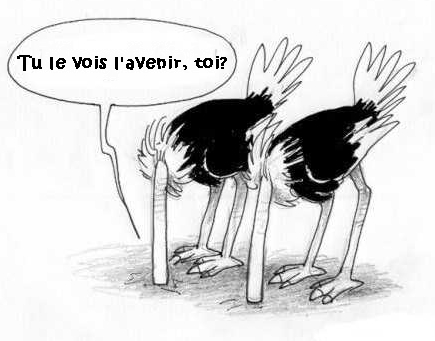 Tu le vois l'avenir, toi?